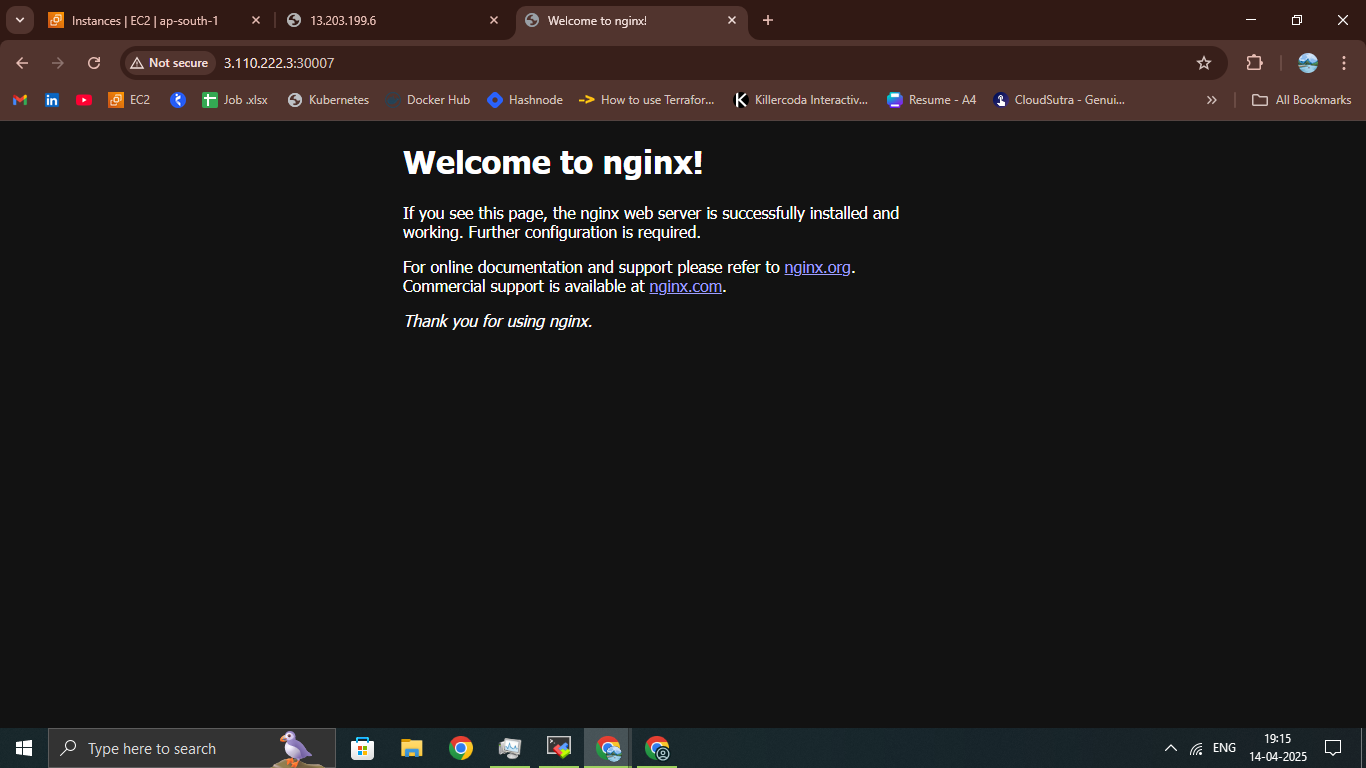 Instances | EC2 | ap-south-1
13.203.199.6
Welcome to nginx!
Not secure
3.110.222.3:30007
EC2
Job .xlsx
Kubernetes
Docker Hub
Hashnode
How to use Terrafor...
Killercoda Interactiv...
Resume - A4
CloudSutra - Genui...
All Bookmarks
Welcome to nginx!
If you see this page, the nginx web server is successfully installed and
working. Further configuration is required.
For online documentation and support please refer to nginx.org.
Commercial support is available at nginx.com.
Thank you for using nginx.
Type here to search
ENG
19:15
14-04-2025